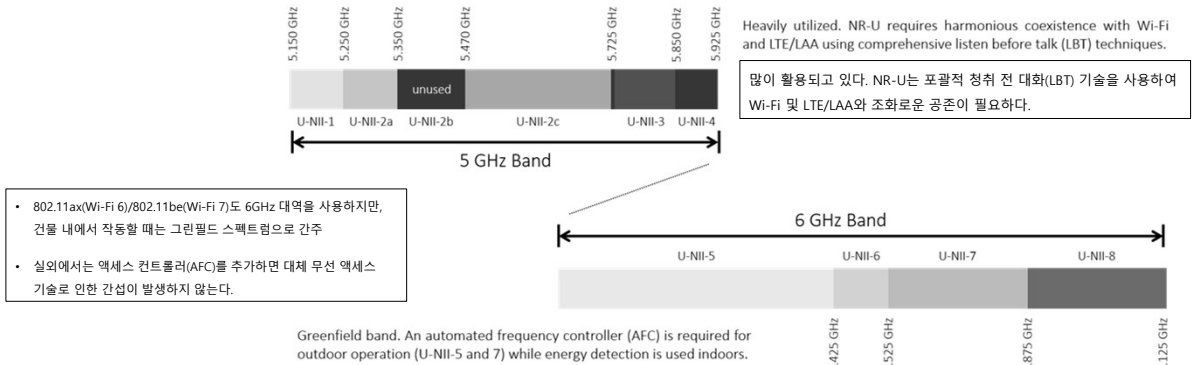 5.150 GHz
5.250 GHz
5.350 GHz
5.470 GHz
5.725 GHz
5.850 GHz
5.925 GHz
Heavily utilized. NR-U requires harmonious coexistence with Wi-Fi
and LTE/LAA using comprehensive listen before talk (LBT) techniques.
많이 활용되고 있다. NR-U는 포괄적 청취 전 대화(LBT) 기술을 사용하여
Wi-Fi 및 LTE/LAA와 조화로운 공존이 필요하다.
unused
U-NII-1 U-NII-2a U-NII-2b U-NII-2c U-NII-3 U-NII-4
5 GHz Band
• 802.11ax(Wi-Fi 6)/802.11be(Wi-Fi 7)도 6GHz 대역을 사용하지만,
건물 내에서 작동할 때는 그린필드 스펙트럼으로 간주
• 실외에서는 액세스 컨트롤러(AFC)를 추가하면 대체 무선 액세스
기술로 인한 간섭이 발생하지 않는다.
6 GHz Band
U-NII-5 U-NII-6 U-NII-7 U-NII-8
.425 GHz
.525 GHz
.875 GHz
.125 GHz
Greenfield band. An automated frequency controller (AFC) is required for
outdoor operation (U-NII-5 and 7) while energy detection is used indoors.